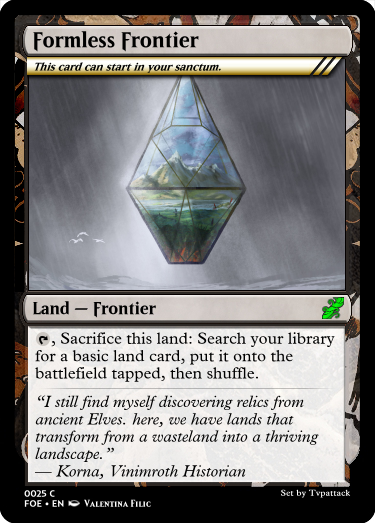 Formless Frontier
This card can start in your sanctum.
Land — Frontier
, Sacrifice this land: Search your library
for a basic land card, put it onto the
battlefield tapped, then shuffle.
“I still find myself discovering relics from
ancient Elves. here, we have lands that
transform from a wasteland into a thriving
landscape.”
— Korna, Vinimroth Historian
0025 C
Set by Tvpattack
FOE • EN Valentina Filic